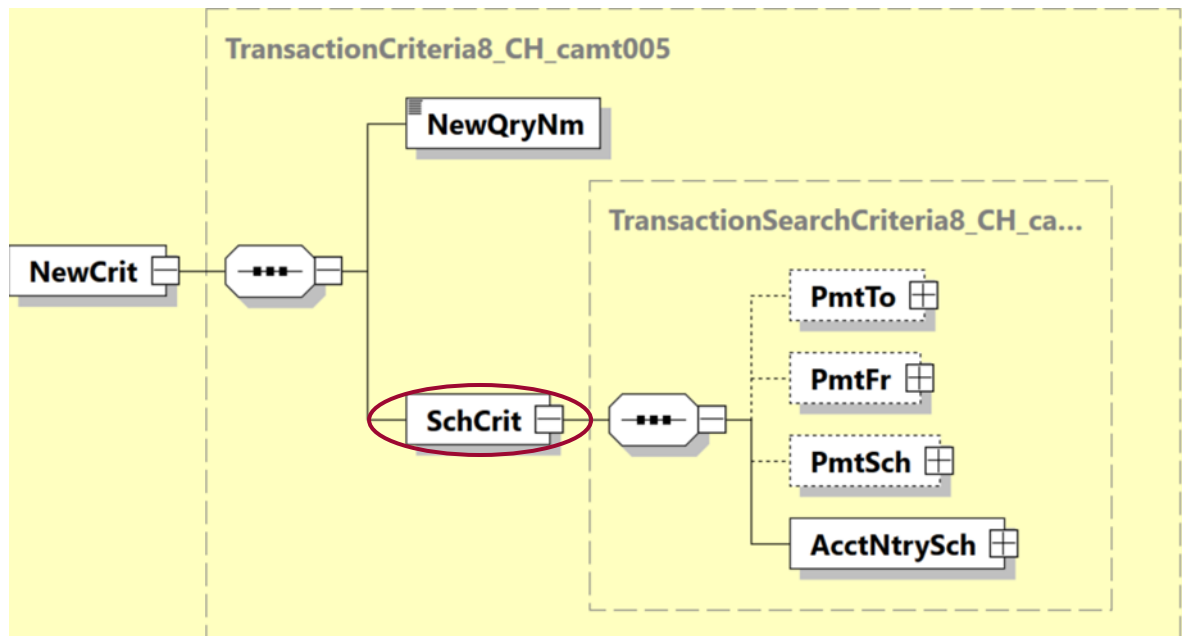 TransactionCriteria8_CH_camt005
NewQryNm
TransactionSearchCriteria8_CH_ca...
NewCrit
PmtTo
PmtFr
SchCrit
PmtSch
AcctNtrySch